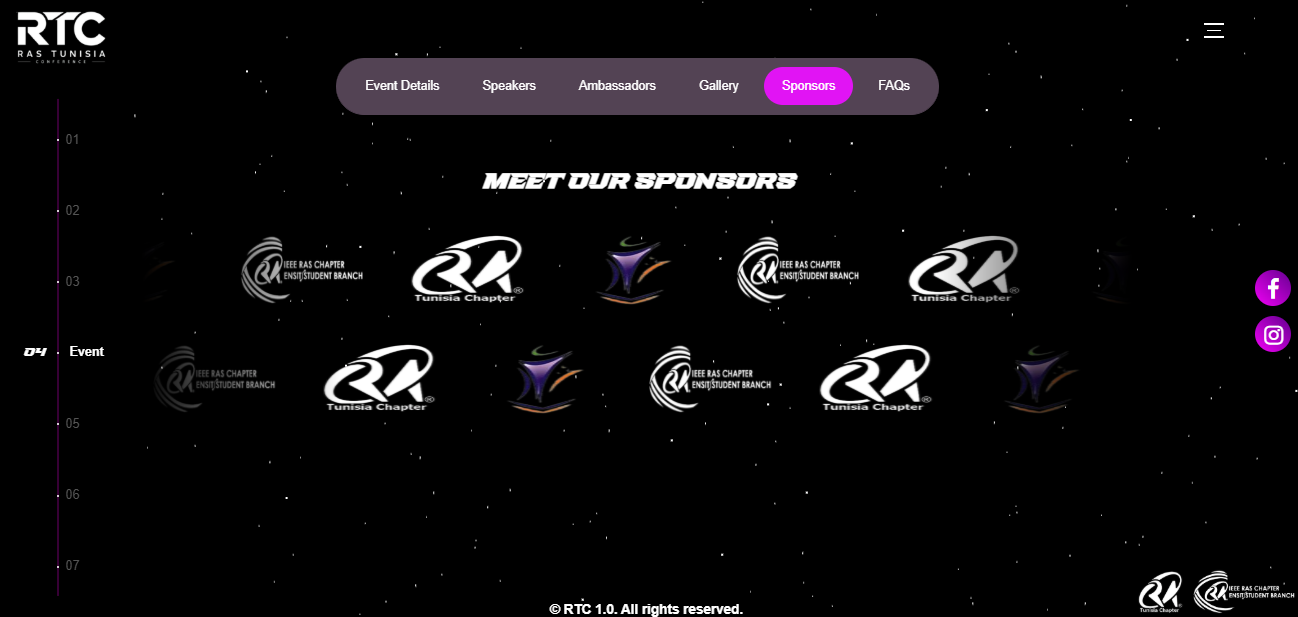 RTC
RAS TUNISIA
CONFERENCE
Event Details
Speakers
Ambassadors
Gallery
Sponsors
FAQs
01
02
03
04 Event
05
06
07
MEET OUR SPONSORS
IEEE RAS CHAPTER
ENSIT/STUDENT BRANCH
RA
Tunisia Chapter
IEEE RAS CHAPTER
ENSIT/STUDENT BRANCH
RA
Tunisia Chapter
IEEE RAS CHAPTER
ENSIT/STUDENT BRANCH
RA
Tunisia Chapter
IEEE RAS CHAPTER
ENSIT/STUDENT BRANCH
RA
Tunisia Chapter
© RTC 1.0. All rights reserved.
RA
Tunisia Chapter
IEEE RAS CHAPTER
ENSIT/STUDENT BRANCH